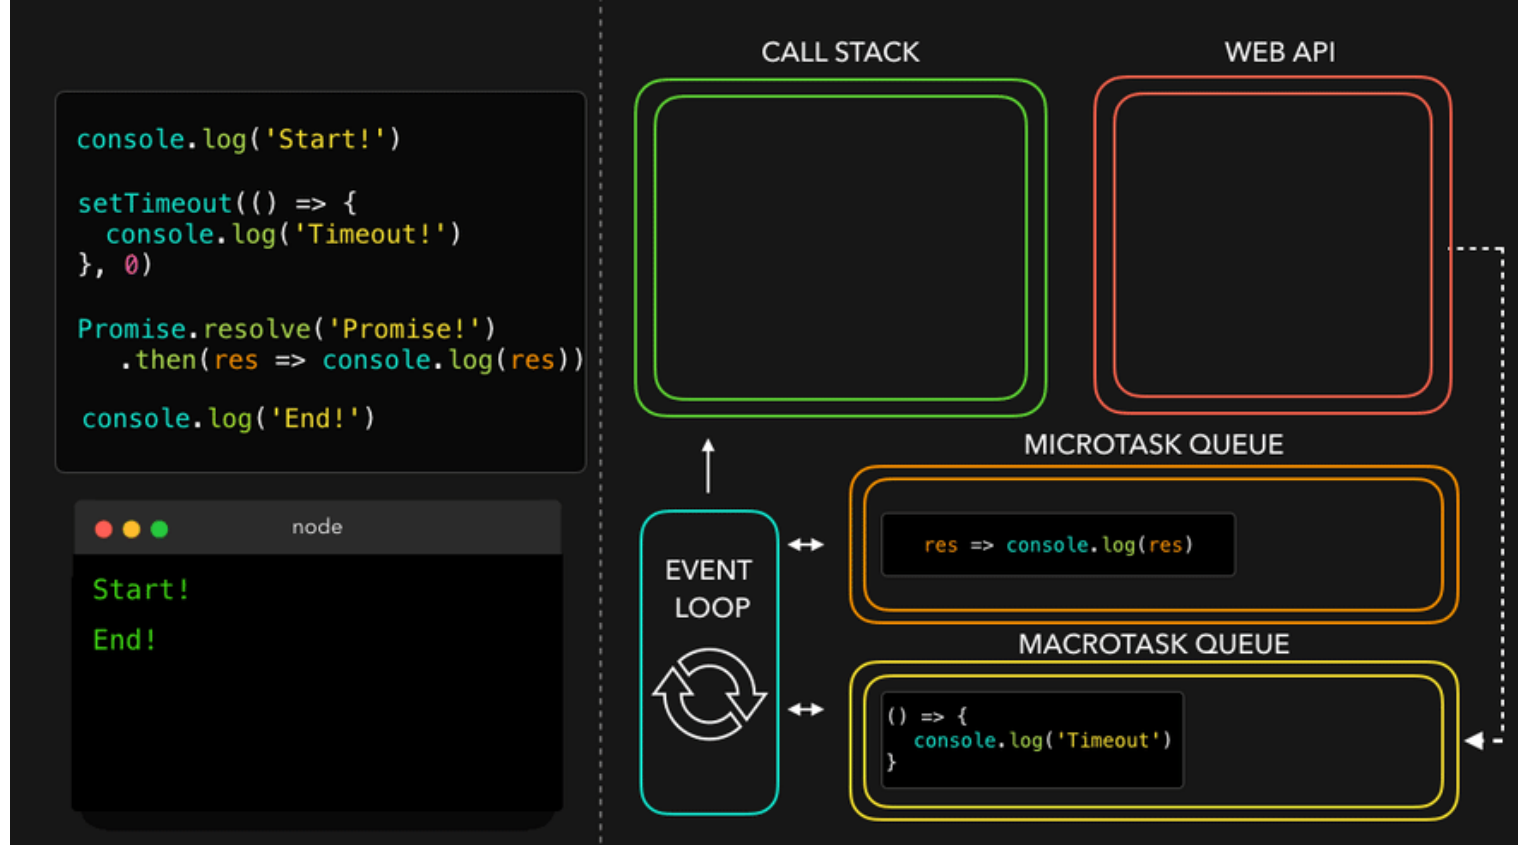 console.log('Start!')
setTimeout(() => {
  console.log('Timeout!')
}, 0)
Promise.resolve('Promise!')
  .then(res => console.log(res))
console.log('End!')
node
Start!
End!
CALL STACK
WEB API
MICROTASK QUEUE
res => console.log(res)
EVENT
LOOP
MACROTASK QUEUE
() => {
  console.log('Timeout')
}